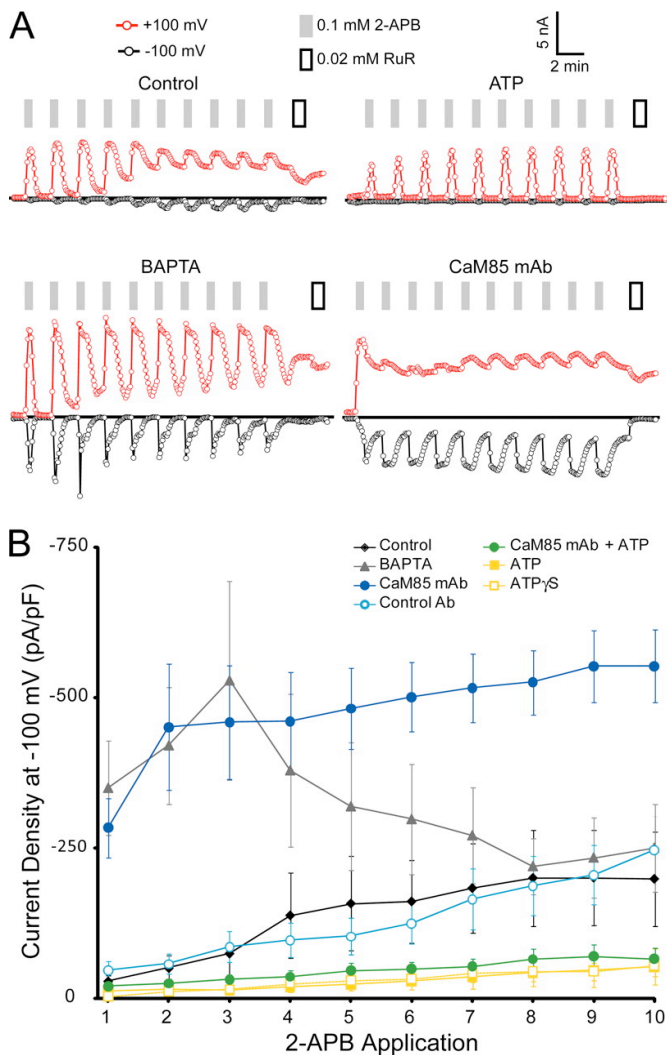 A
+100 mV
-100 mV
0.1 mM 2-APB
0.02 mM RuR
5 nA
2 min
Control
ATP
BAPTA
CaM85 mAb
B
Control
BAPTA
CaM85 mAb
Control Ab
CaM85 mAb + ATP
ATP
ATPγS
Current Density at -100 mV (pA/pF)
-750
-500
-250
0
1 2 3 4 5 6 7 8 9 10
2-APB Application